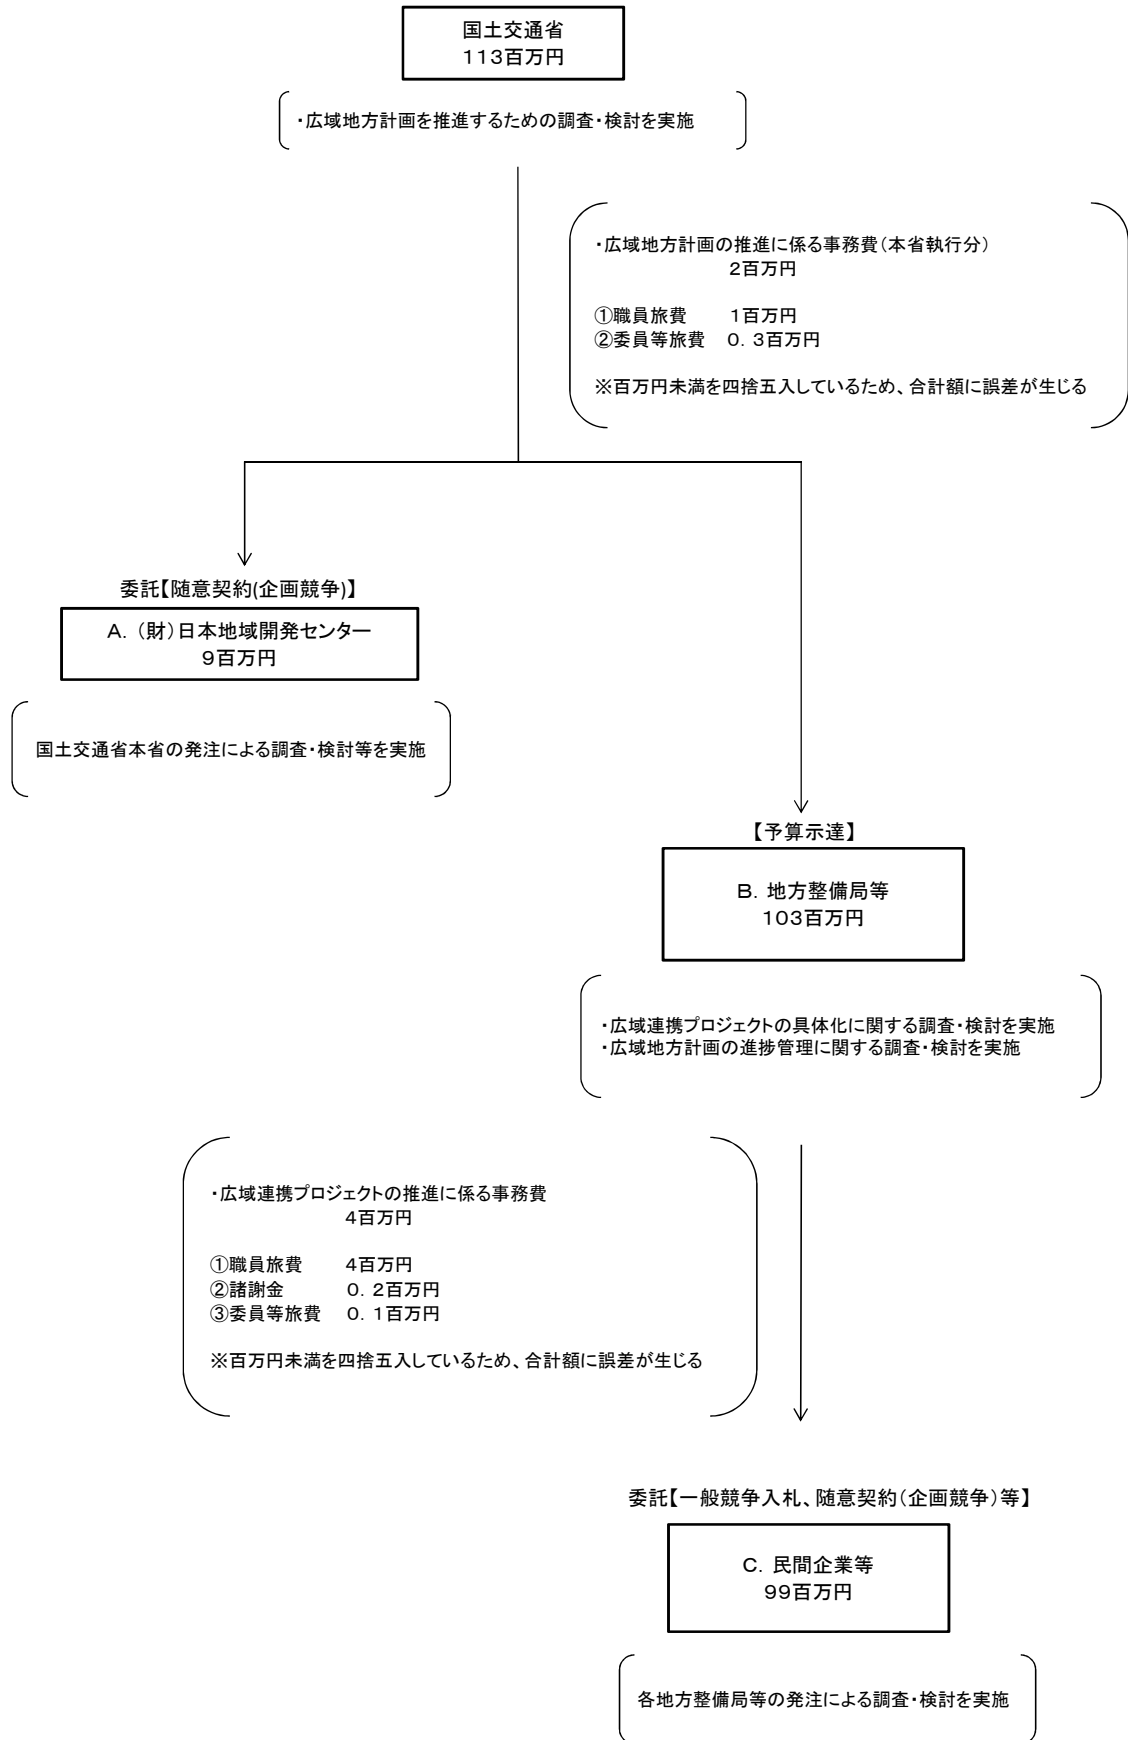 国土交通省
１１３百万円
・広域地方計画を推進するための調査・検討を実施
・広域地方計画の推進に係る事務費（本省執行分）
２百万円
①職員旅費　１百万円
②委員等旅費　０．３百万円
※百万円未満を四捨五入しているため、合計額に誤差が生じる
委託【随意契約(企画競争)】
Ａ．（財）日本地域開発センター
９百万円
国土交通省本省の発注による調査・検討等を実施
【予算示達】
Ｂ．地方整備局等
１０３百万円
・広域連携プロジェクトの具体化に関する調査・検討を実施
・広域地方計画の進捗管理に関する調査・検討を実施
・広域連携プロジェクトの推進に係る事務費
４百万円
①職員旅費　４百万円
②諸謝金　０．２百万円
③委員等旅費　０．１百万円
※百万円未満を四捨五入しているため、合計額に誤差が生じる
委託【一般競争入札、随意契約（企画競争）等】
Ｃ．民間企業等
９９百万円
各地方整備局等の発注による調査・検討を実施